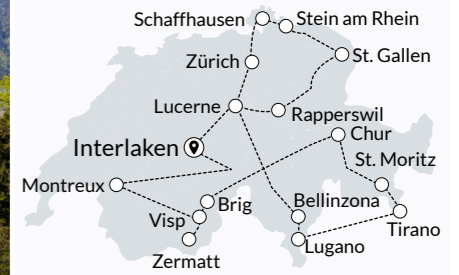 Schaffhausen
Stein am Rhein
Zürich
St. Gallen
Lucerne
Rapperswil
Interlaken
Chur
St. Moritz
Montreux
Brig
Bellinzona
Visp
Tirano
Lugano
Zermatt